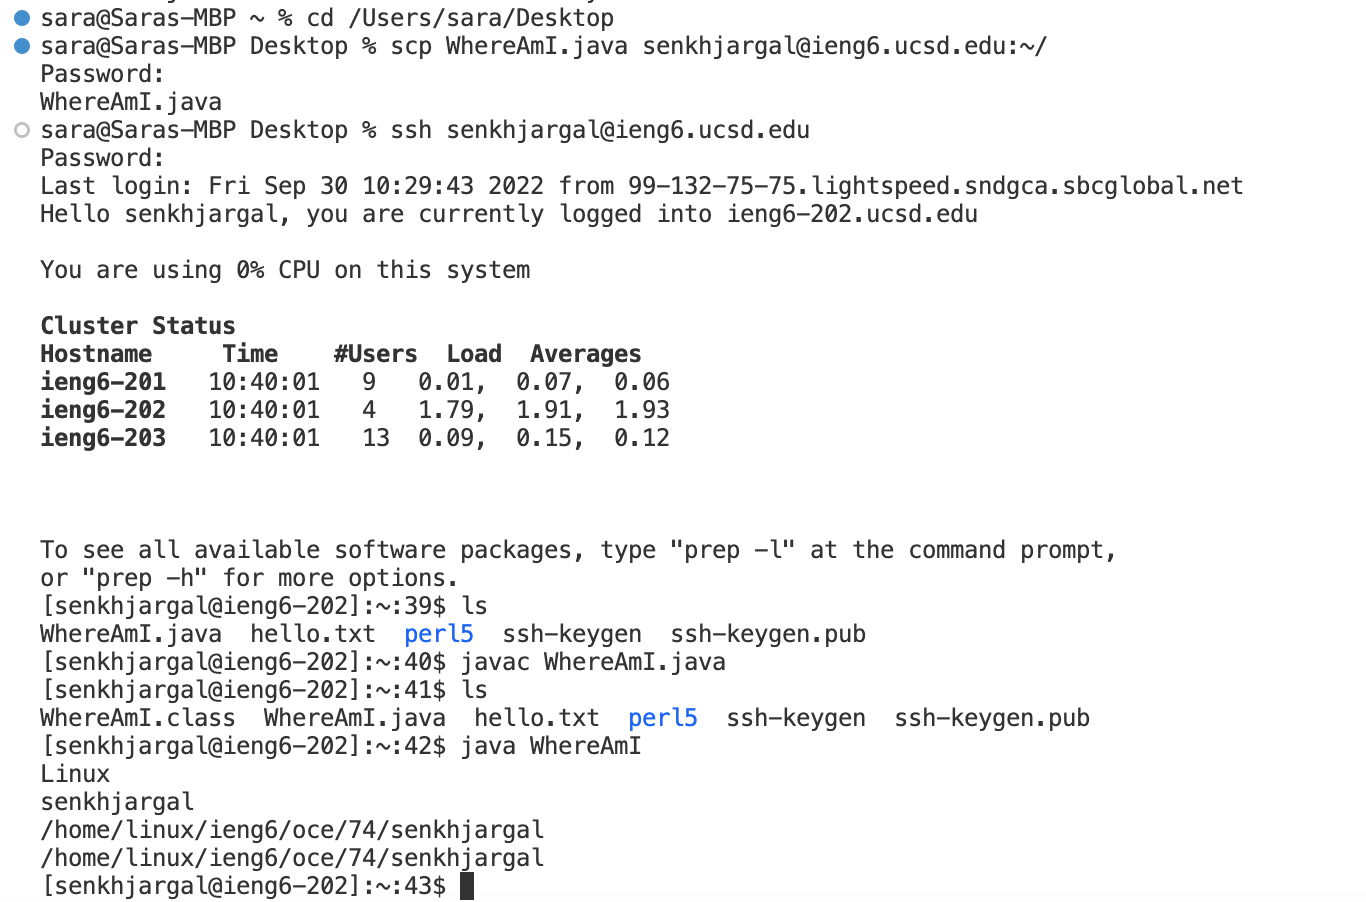 sara@Saras-MBP ~ % cd /Users/sara/Desktop
sara@Saras-MBP Desktop % scp WhereAmI.java senkhjargal@ieng6.ucsd.edu:~/
Password:
WhereAmI.java
sara@Saras-MBP Desktop % ssh senkhjargal@ieng6.ucsd.edu
Password:
Last login: Fri Sep 30 10:29:43 2022 from 99-132-75-75.lightspeed.sndgca.sbcglobal.net
Hello senkhjargal, you are currently logged into ieng6-202.ucsd.edu
You are using 0% CPU on this system
Cluster Status
Hostname     Time    #Users  Load  Averages
ieng6-201   10:40:01   9   0.01,  0.07,  0.06
ieng6-202   10:40:01   4   1.79,  1.91,  1.93
ieng6-203   10:40:01   13  0.09,  0.15,  0.12
To see all available software packages, type "prep -l" at the command prompt,
or "prep -h" for more options.
[senkhjargal@ieng6-202]:~:39$ ls
WhereAmI.java  hello.txt  perl5  ssh-keygen  ssh-keygen.pub
[senkhjargal@ieng6-202]:~:40$ javac WhereAmI.java
[senkhjargal@ieng6-202]:~:41$ ls
WhereAmI.class  WhereAmI.java  hello.txt  perl5  ssh-keygen  ssh-keygen.pub
[senkhjargal@ieng6-202]:~:42$ java WhereAmI
Linux
senkhjargal
/home/linux/ieng6/oce/74/senkhjargal
/home/linux/ieng6/oce/74/senkhjargal
[senkhjargal@ieng6-202]:~:43$